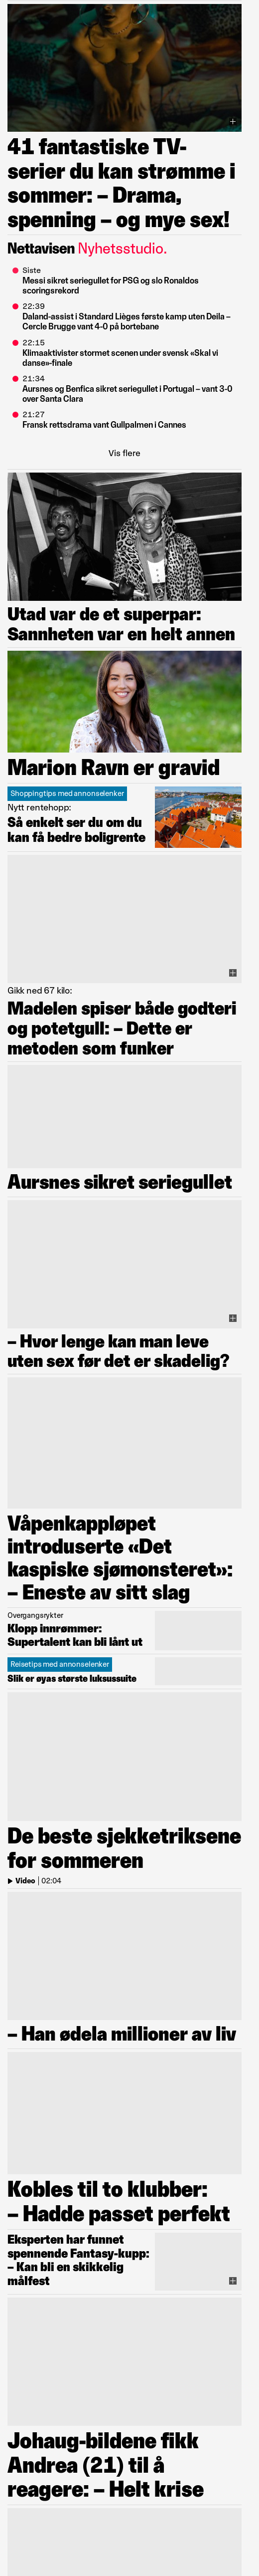 41 fantastiske TV-
serier du kan strømme i
sommer: – Drama,
spenning – og mye sex!
Nettavisen Nyhetsstudio.
Siste
Messi sikret seriegullet for PSG og slo Ronaldos
scoringsrekord
22:39
Daland-assist i Standard Lièges første kamp uten Deila –
Cercle Brugge vant 4-0 på bortebane
22:15
Klimaaktivister stormet scenen under svensk «Skal vi
danse»-finale
21:34
Aursnes og Benfica sikret seriegullet i Portugal – vant 3-0
over Santa Clara
21:27
Fransk rettsdrama vant Gullpalmen i Cannes
Vis flere
Utad var de et superpar:
Sannheten var en helt annen
Marion Ravn er gravid
Shoppingtips med annonselenker
Nytt rentehopp:
Så enkelt ser du om du
kan få bedre boligrente
Gikk ned 67 kilo:
Madelen spiser både godteri
og potetgull: – Dette er
metoden som funker
Aursnes sikret seriegullet
– Hvor lenge kan man leve
uten sex før det er skadelig?
Våpenkappløpet
introduserte «Det
kaspiske sjømonsteret»:
– Eneste av sitt slag
Overgangsrykter
Klopp innrømmer:
Supertalent kan bli lånt ut
Reisetips med annonselenker
Slik er øyas største luksussuite
De beste sjekketriksene
for sommeren
Video | 02:04
– Han ødela millioner av liv
Kobles til to klubber:
– Hadde passet perfekt
Eksperten har funnet
spennende Fantasy-kupp:
– Kan bli en skikkelig
målfest
Johaug-bildene fikk
Andrea (21) til å
reagere: – Helt krise